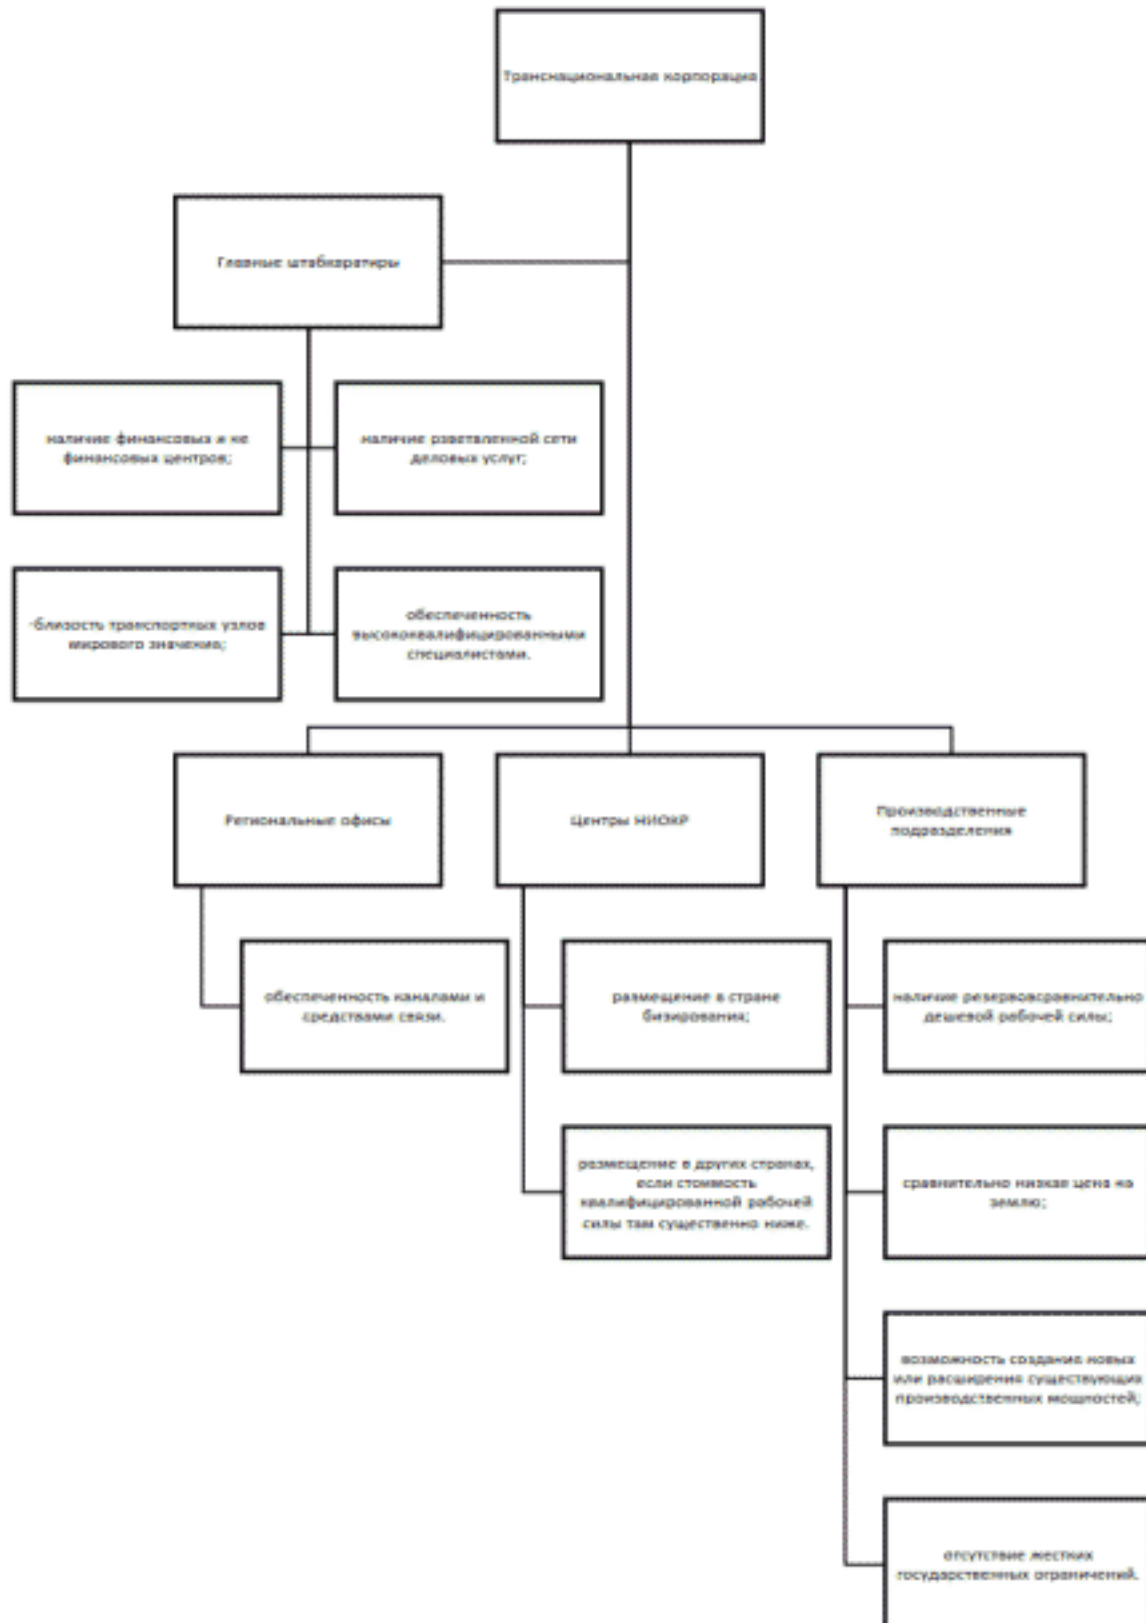 Транснациональная корпорация
Главные штабкаратиры
наличие финансовых и не
финансовых центров;
наличие рзветвленной сети
деловых услуг;
-близость транспортных узлов
мирового значения;
обеспеченность
высококвалифицированными
специалистами.
Региональные офисы
Центры НИОКР
Производственные
подразделения
обеспеченность каналами и
средствами связи.
размещение в стране
бизирования;
наличие резервовсравнительно
дешевой рабочей силы;
размещение в других странах,
если стоимость
квалифицированной рабочей
силы там существенно ниже.
сравнительно низкая цена на
землю;
возможность создания новых
или расширения существующих
производственных мощностей;
отсутствие жестких
государственных ограничений.